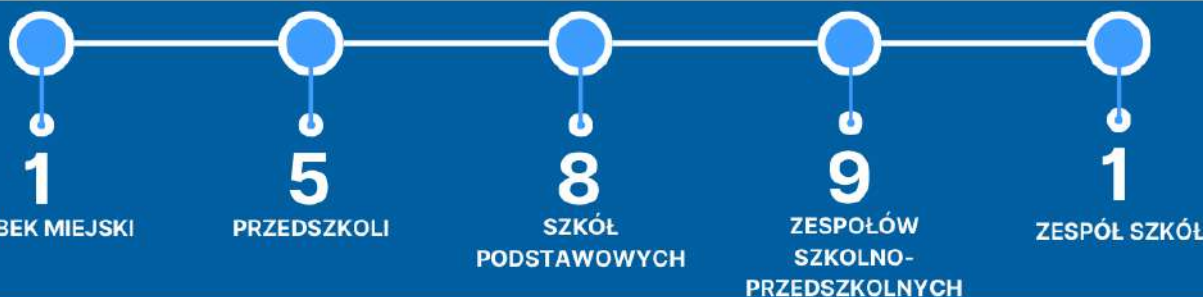 1
BEK MIEJSKI
5
PRZEDSZKOLI
8
SZKÓŁ
PODSTAWOWYCH
9
ZESPOŁÓW
SZKOLNO-
PRZEDSZKOLNYCH
1
ZESPÓŁ SZKÓŁ